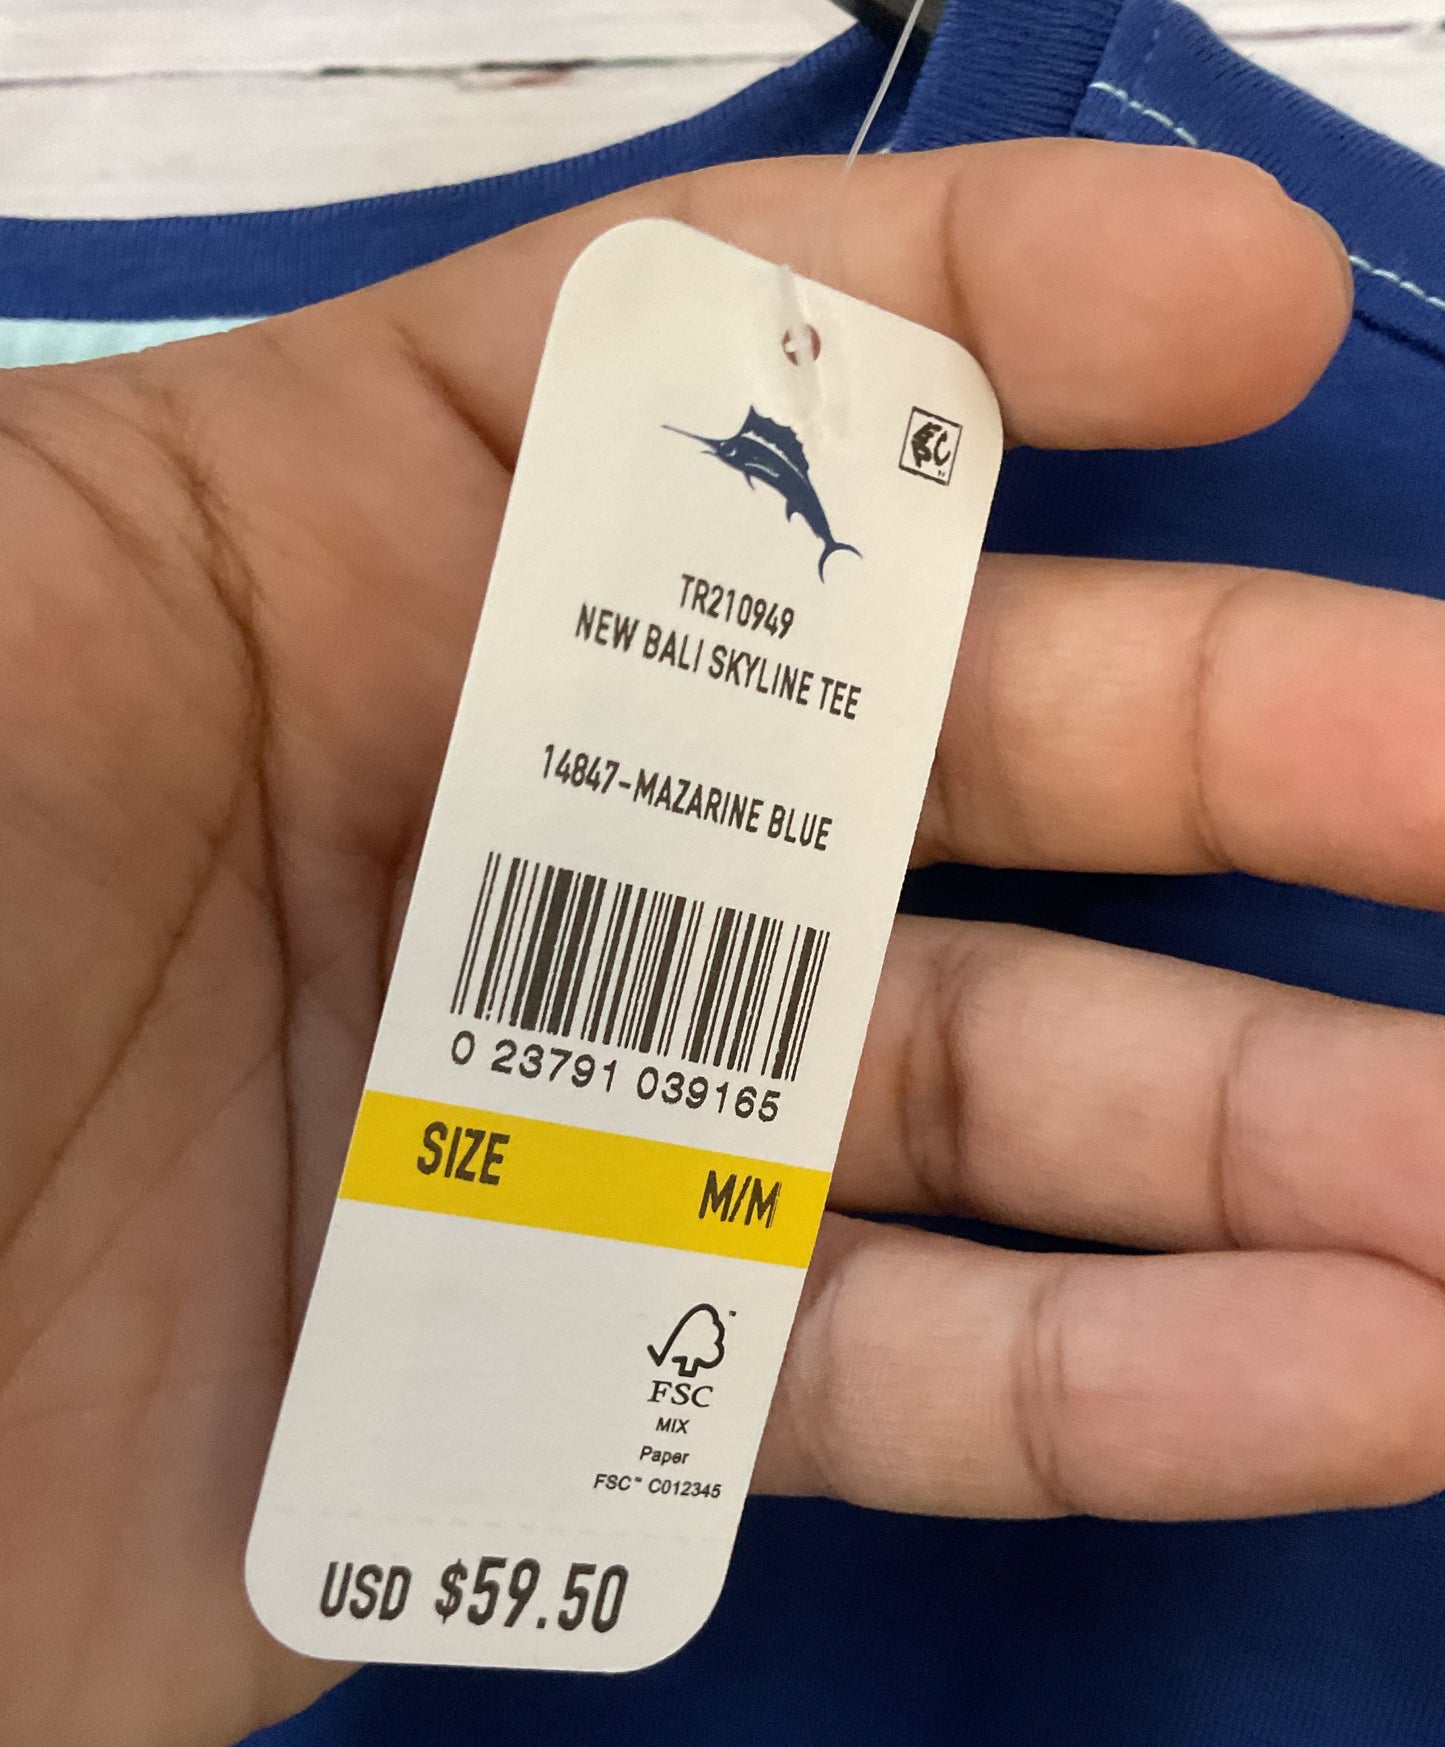 TR210949
NEW BALI SKYLINE TEE
14847-MAZARINE BLUE
0 23791 039165
SIZE M/M
FSC
MIX
Paper
FSC™ C012345
USD $59.50